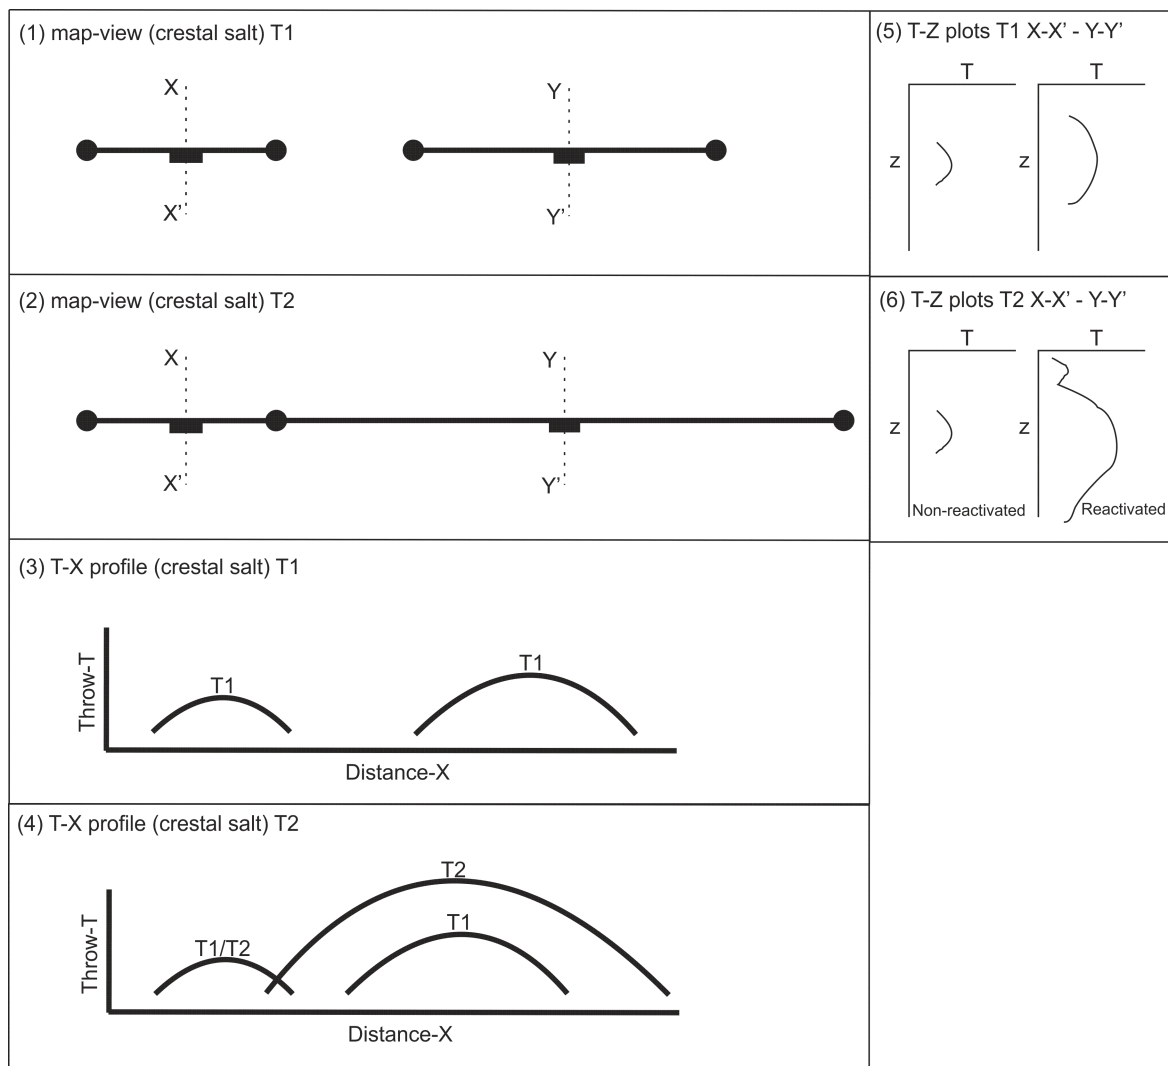 (1) map-view (crestal salt) T1
X
Y
X’
Y’
(5) T-Z plots T1 X-X’ - Y-Y’
T
T
z
z
(2) map-view (crestal salt) T2
X
Y
X’
Y’
(6) T-Z plots T2 X-X’ - Y-Y’
T
T
z
z
Non-reactivated
Reactivated
(3) T-X profile (crestal salt) T1
Throw-T
T1
T1
Distance-X
(4) T-X profile (crestal salt) T2
Throw-T
T1/T2
T2
T1
Distance-X